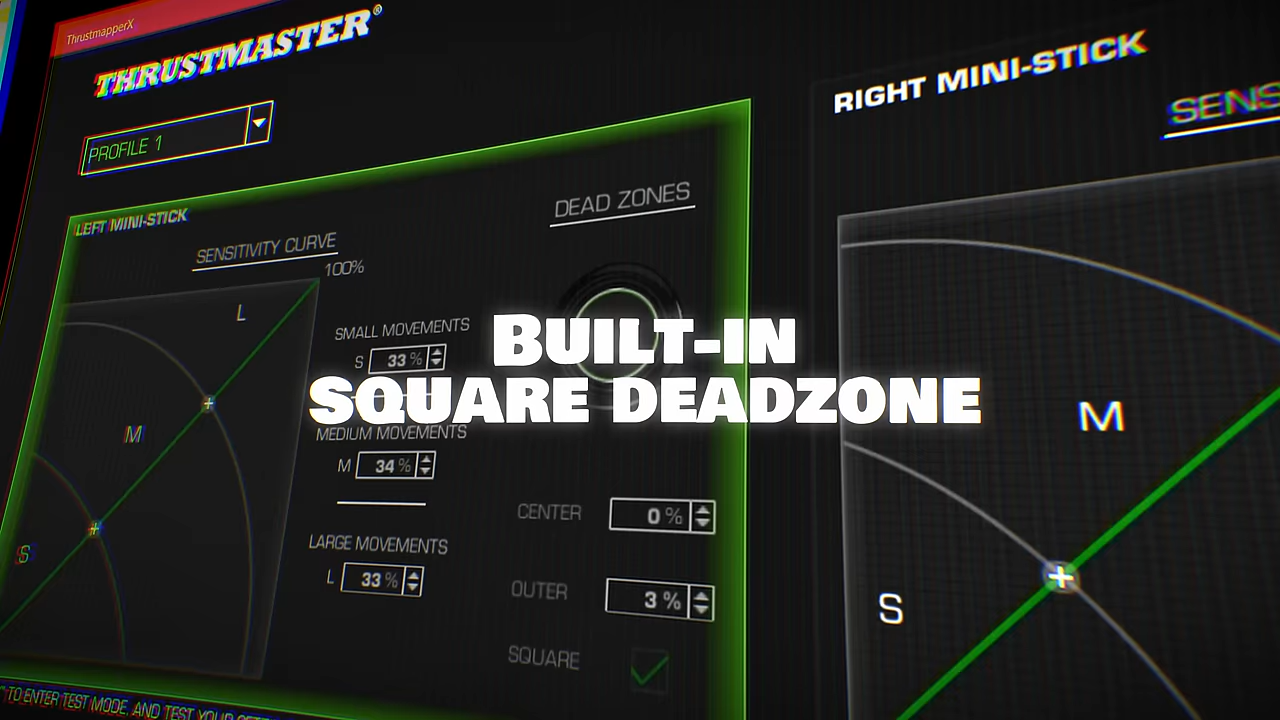 ThrustmapperX
THRUSTMASTER®
PROFILE 1
LEFT MINI-STICK
SENSITIVITY CURVE
100%
L
M
S
SMALL MOVEMENTS
S 33 %
MEDIUM MOVEMENTS
M 34 %
LARGE MOVEMENTS
L 33 %
DEAD ZONES
CENTER 0 %
OUTER 3 %
SQUARE
BUILT-IN
SQUARE DEADZONE
RIGHT MINI-STICK
SENS
M
S
" TO ENTER TEST MODE, AND TEST YOUR